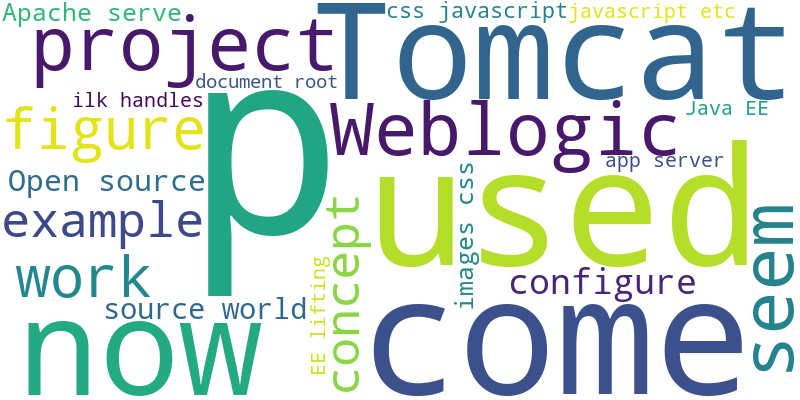 Apache serve
css javascript
javascript etc
project
Tomcat
document root
ilk handles
p
Weblogic
Java EE
figure
app server
Open source
used
example
images css
concept
seem
work
configure
EE lifting
source world
now
come